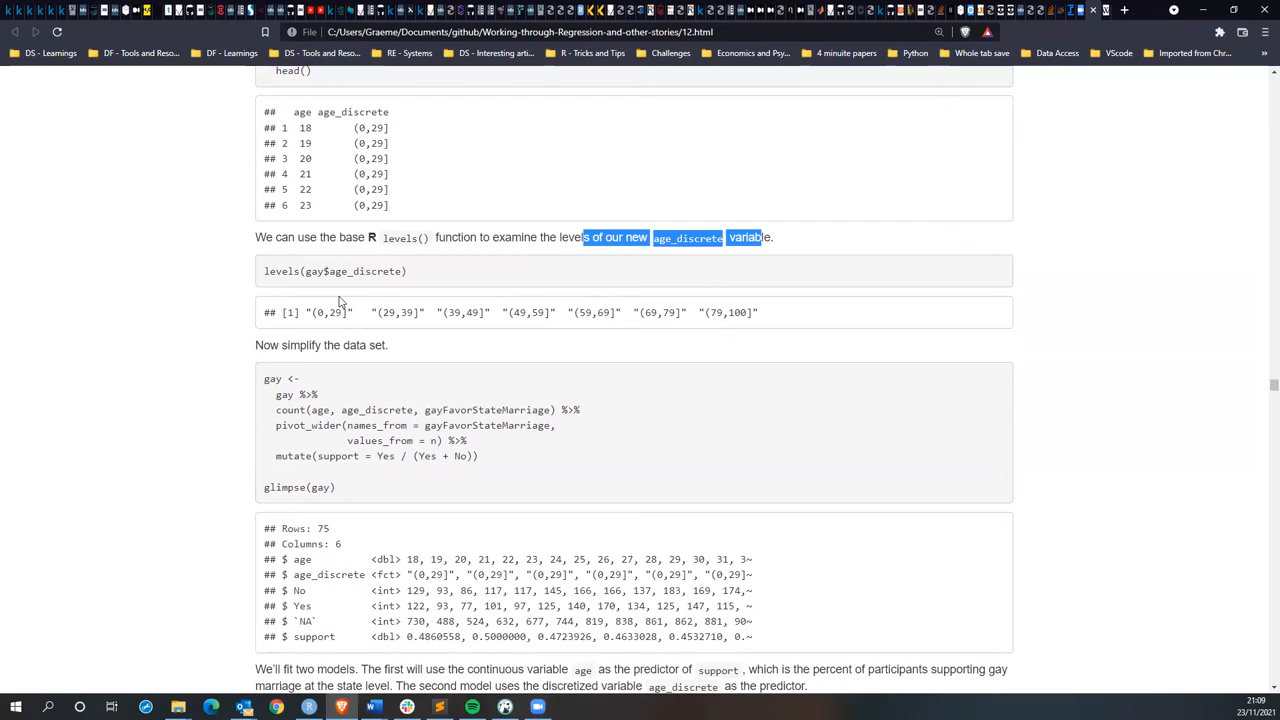 File
C:/Users/Graeme/Documents/github/Working-through-Regression-and-other-stories/12.html
DS - Learnings
DF - Tools and Reso...
DF - Learnings
DS - Tools and Reso...
RE - Systems
DS - Interesting arti...
R - Tricks and Tips
Challenges
Economics and Psy...
4 minute papers
Python
Whole tab save
Data Access
VScode
Imported from Chr...
head()
##   age age_discrete
## 1  18       (0,29]
## 2  19       (0,29]
## 3  20       (0,29]
## 4  21       (0,29]
## 5  22       (0,29]
## 6  23       (0,29]
We can use the base R levels() function to examine the levels of our new age_discrete variable.
levels(gay$age_discrete)
## [1] "(0,29]"   "(29,39]"  "(39,49]"  "(49,59]"  "(59,69]"  "(69,79]"  "(79,100]"
Now simplify the data set.
gay <-
gay %>%
count(age, age_discrete, gayFavorStateMarriage) %>%
pivot_wider(names_from = gayFavorStateMarriage,
values_from = n) %>%
mutate(support = Yes / (Yes + No))
glimpse(gay)
## Rows: 75
## Columns: 6
## $ age          <dbl> 18, 19, 20, 21, 22, 23, 24, 25, 26, 27, 28, 29, 30, 31, 3~
## $ age_discrete <fct> "(0,29]", "(0,29]", "(0,29]", "(0,29]", "(0,29]", "(0,29]~
## $ No           <int> 129, 93, 86, 117, 117, 145, 166, 166, 137, 183, 169, 174,~
## $ Yes          <int> 122, 93, 77, 101, 97, 125, 140, 170, 134, 125, 147, 115, ~
## $ `NA`         <int> 730, 488, 524, 632, 677, 744, 819, 838, 861, 862, 881, 90~
## $ support      <dbl> 0.4860558, 0.5000000, 0.4723926, 0.4633028, 0.4532710, 0.~
We'll fit two models. The first will use the continuous variable age as the predictor of support, which is the percent of participants supporting gay
marriage at the state level. The second model uses the discretized variable age_discrete as the predictor.
21:09
23/11/2021